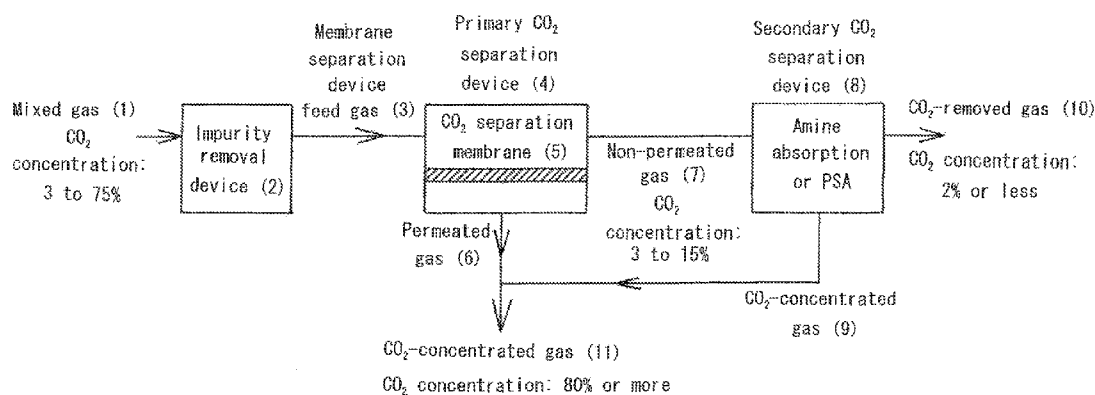 Mixed gas (1)
CO₂
concentration:
3 to 75%
Impurity
removal
device (2)
Membrane
separation
device
feed gas (3)
Primary CO₂
separation
device (4)
CO₂ separation
membrane (5)
Permeated
gas (6)
Non-permeated
gas (7)
CO₂
concentration:
3 to 15%
Secondary CO₂
separation
device (8)
Amine
absorption
or PSA
CO₂-removed gas (10)
CO₂ concentration:
2% or less
CO₂-concentrated
gas (9)
CO₂-concentrated gas (11)
CO₂ concentration: 80% or more